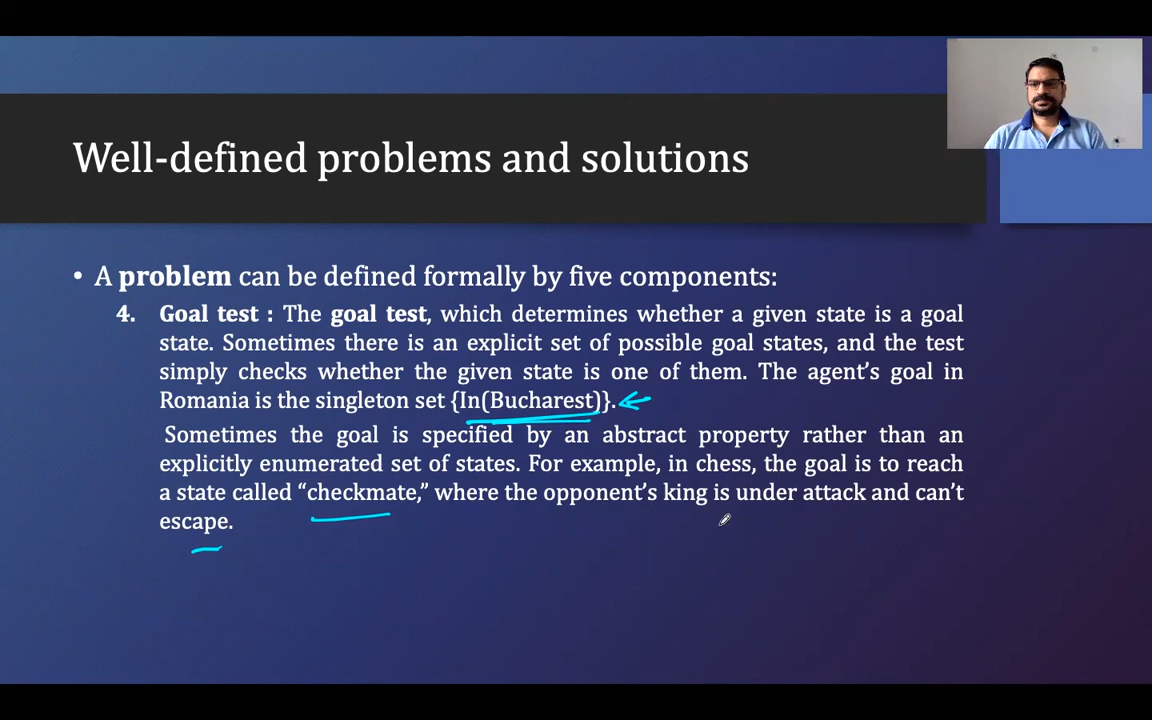 Well-defined problems and solutions
• A problem can be defined formally by five components:
4. Goal test : The goal test, which determines whether a given state is a goal
state. Sometimes there is an explicit set of possible goal states, and the test
simply checks whether the given state is one of them. The agent’s goal in
Romania is the singleton set {In(Bucharest)}.
Sometimes the goal is specified by an abstract property rather than an
explicitly enumerated set of states. For example, in chess, the goal is to reach
a state called “checkmate,” where the opponent’s king is under attack and can’t
escape.